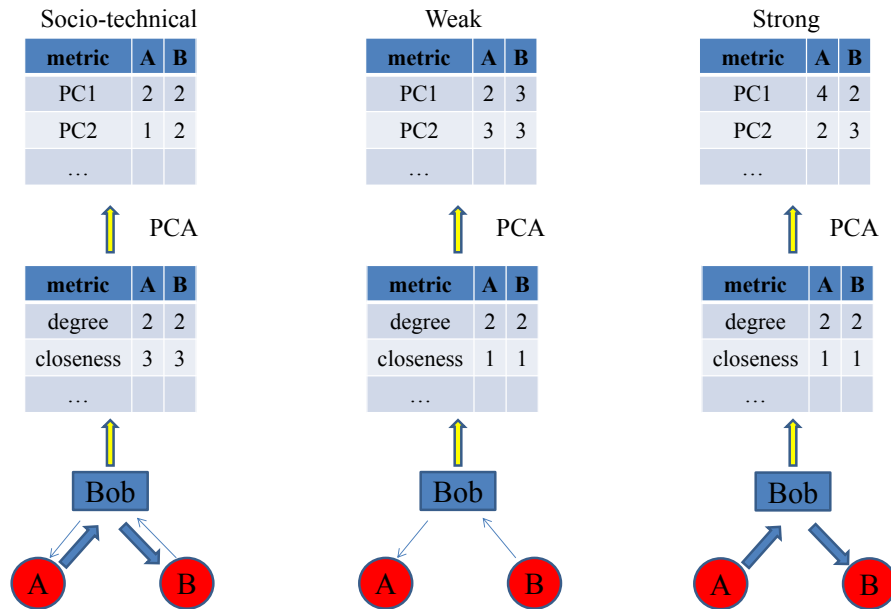 Socio-technical Weak Strong
metric A B metric A B metric A B
PC1 2 2 PC1 2 3 PC1 4 2
PC2 1 2 PC2 3 3 PC2 2 3
… … …
PCA PCA PCA
metric A B metric A B metric A B
degree 2 2 degree 2 2 degree 2 2
closeness 3 3 closeness 1 1 closeness 1 1
… … …
Bob Bob Bob
A B A B A B